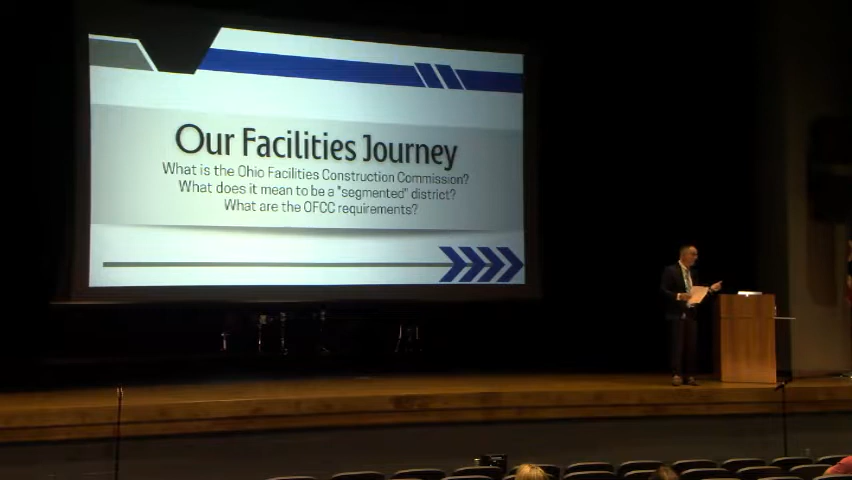 Our Facilities Journey
What is the Ohio Facilities Construction Commission?
What does it mean to be a "segmented" district?
What are the OFCC requirements?